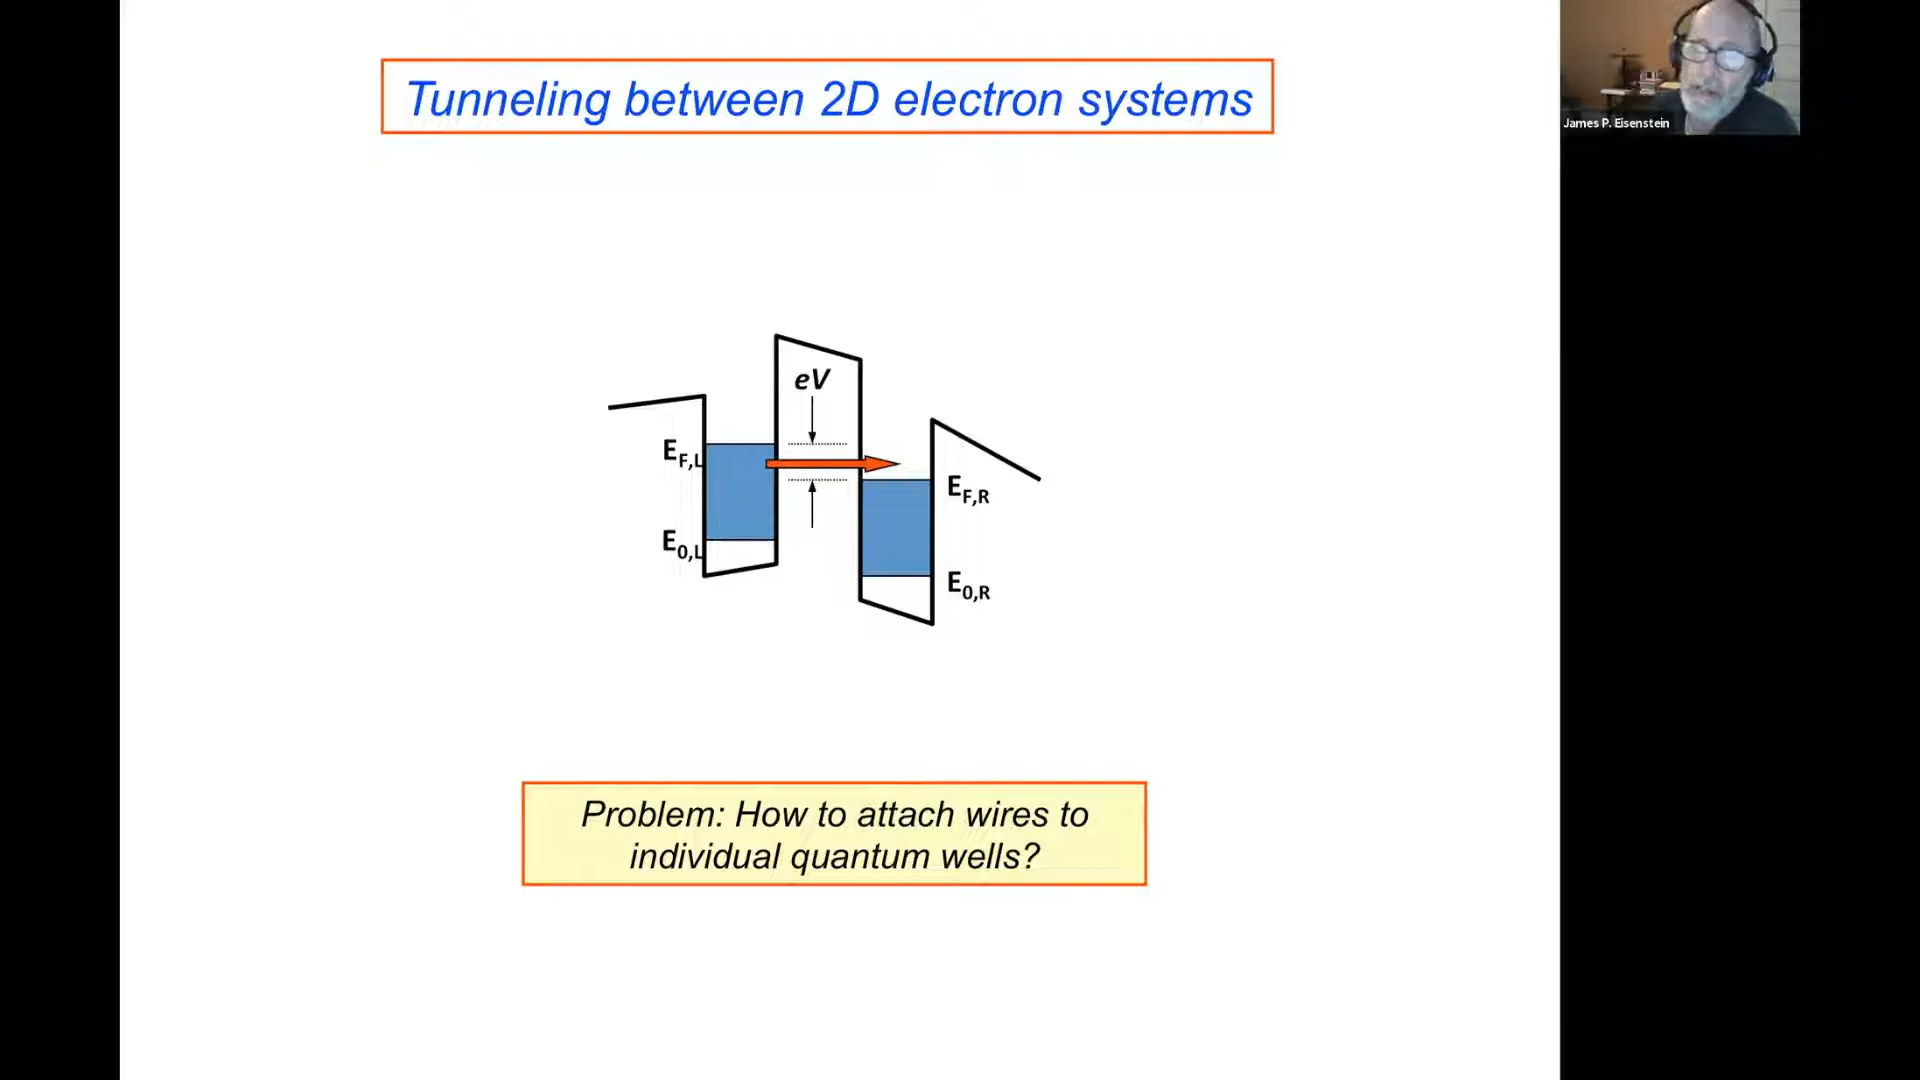 Tunneling between 2D electron systems
James P. Eisenstein
eV
E_F,L
E_F,R
E_0,L
E_0,R
Problem: How to attach wires to
individual quantum wells?